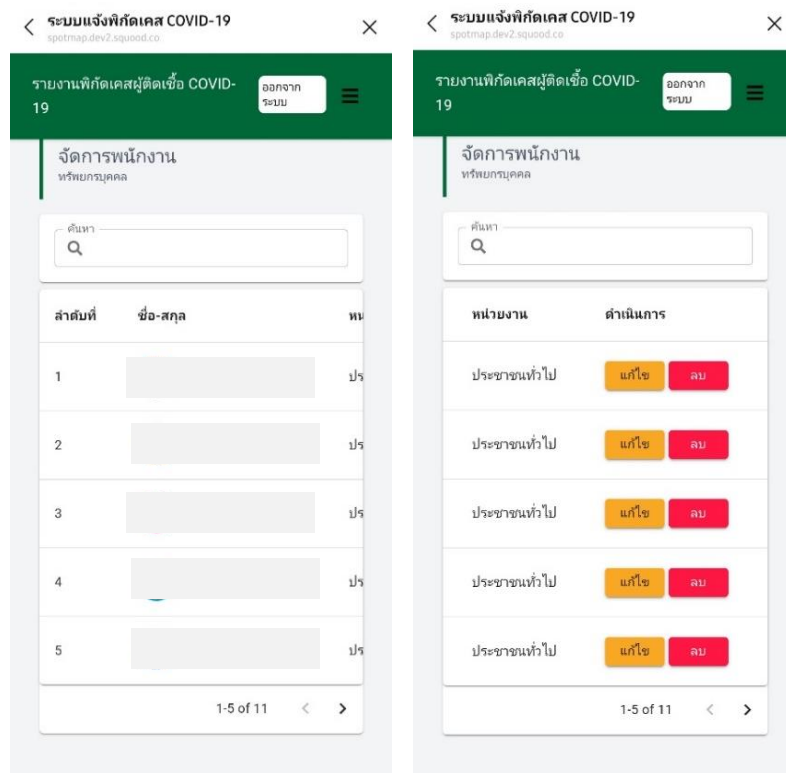 ระบบแจ้งพิกัดเคส COVID-19
spotmap.dev2.squood.co
รายงานพิกัดเคสผู้ติดเชื้อ COVID-
19
ออกจาก
ระบบ
จัดการพนักงาน
ทรัพยกรบุคคล
ค้นหา
ลำดับที่ ชื่อ-สกุล หน
1 ปร
2 ปร
3 ปร
4 ปร
5 ปร
1-5 of 11
ระบบแจ้งพิกัดเคส COVID-19
spotmap.dev2.squood.co
รายงานพิกัดเคสผู้ติดเชื้อ COVID-
19
ออกจาก
ระบบ
จัดการพนักงาน
ทรัพยกรบุคคล
ค้นหา
หน่วยงาน ดำเนินการ
ประชาชนทั่วไป แก้ไข ลบ
ประชาชนทั่วไป แก้ไข ลบ
ประชาชนทั่วไป แก้ไข ลบ
ประชาชนทั่วไป แก้ไข ลบ
ประชาชนทั่วไป แก้ไข ลบ
1-5 of 11